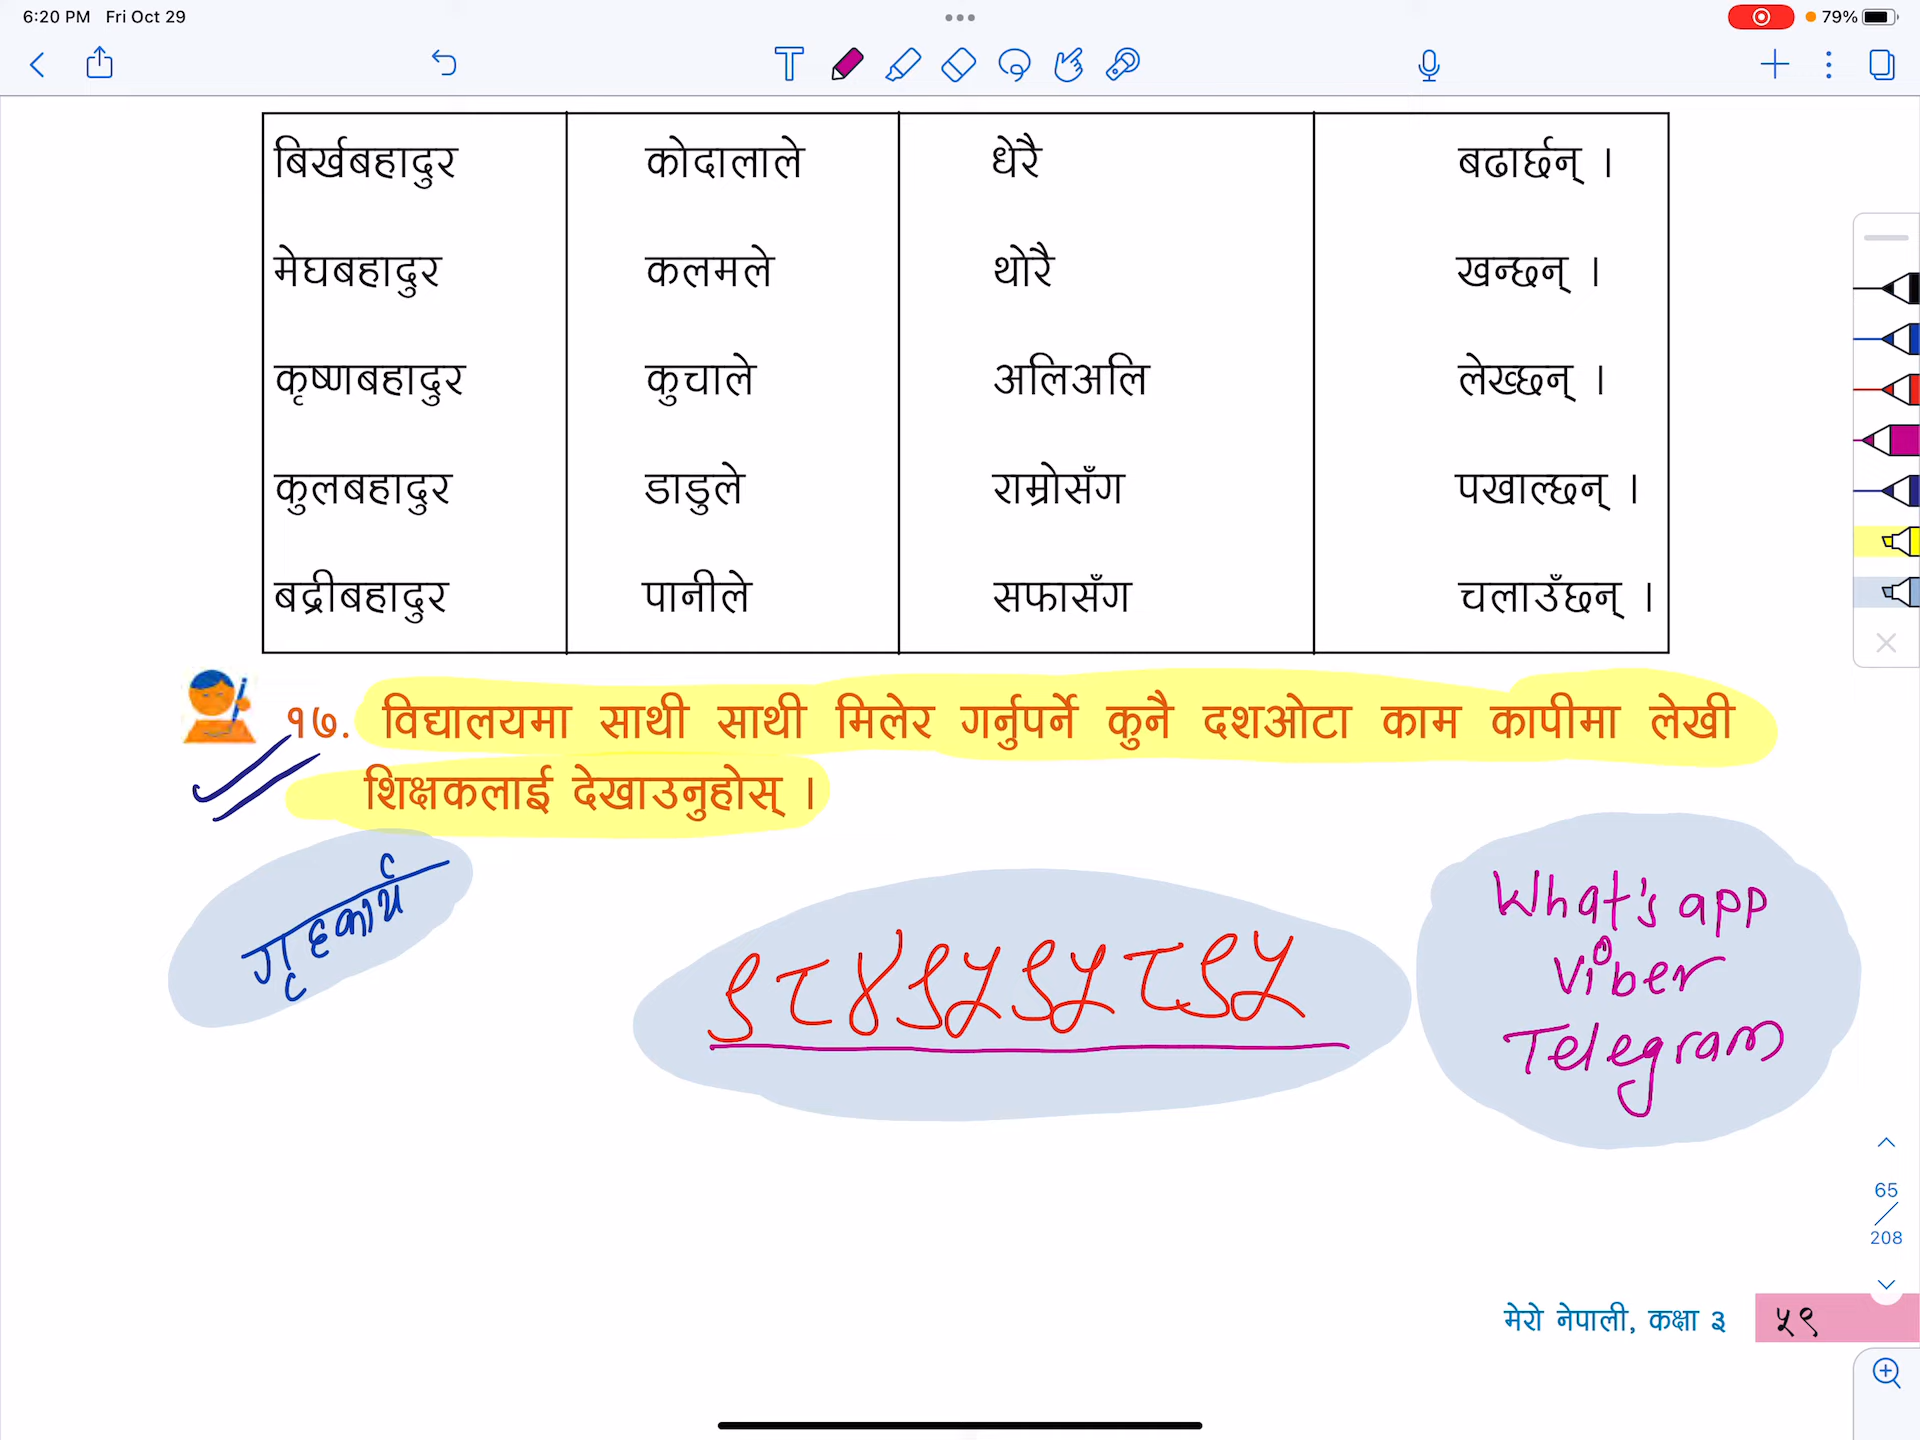 6:20 PM Fri Oct 29
79%
बिर्खबहादुर कोदालाले धेरै बढार्छन् ।
मेघबहादुर कलमले थोरै खन्छन् ।
कृष्णबहादुर कुचाले अलिअलि लेख्छन् ।
कुलबहादुर डाडुले राम्रोसँग पखाल्छन् ।
बद्रीबहादुर पानीले सफासँग चलाउँछन् ।
१७. विद्यालयमा साथी साथी मिलेर गर्नुपर्ने कुनै दशओटा काम कापीमा लेखी
शिक्षकलाई देखाउनुहोस् ।
गृहकार्य
९८४९५९५८९५
What's app
Viber
Telegram
65
208
मेरो नेपाली, कक्षा ३ ५९